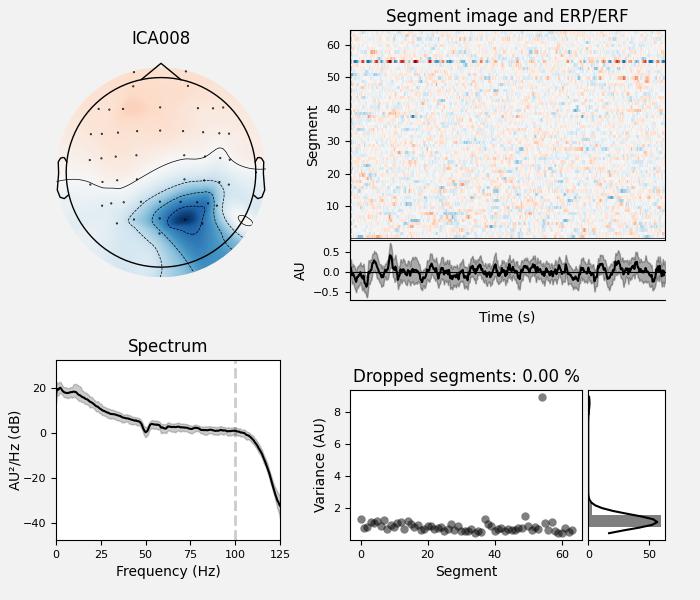 ICA008
Segment image and ERP/ERF
60
50
40
30
20
10
Segment
0.5
0.0
−0.5
AU
Time (s)
Spectrum
20
0
−20
−40
AU²/Hz (dB)
0 25 50 75 100 125
Frequency (Hz)
Dropped segments: 0.00 %
8
6
4
2
Variance (AU)
0 20 40 60
Segment
0 50